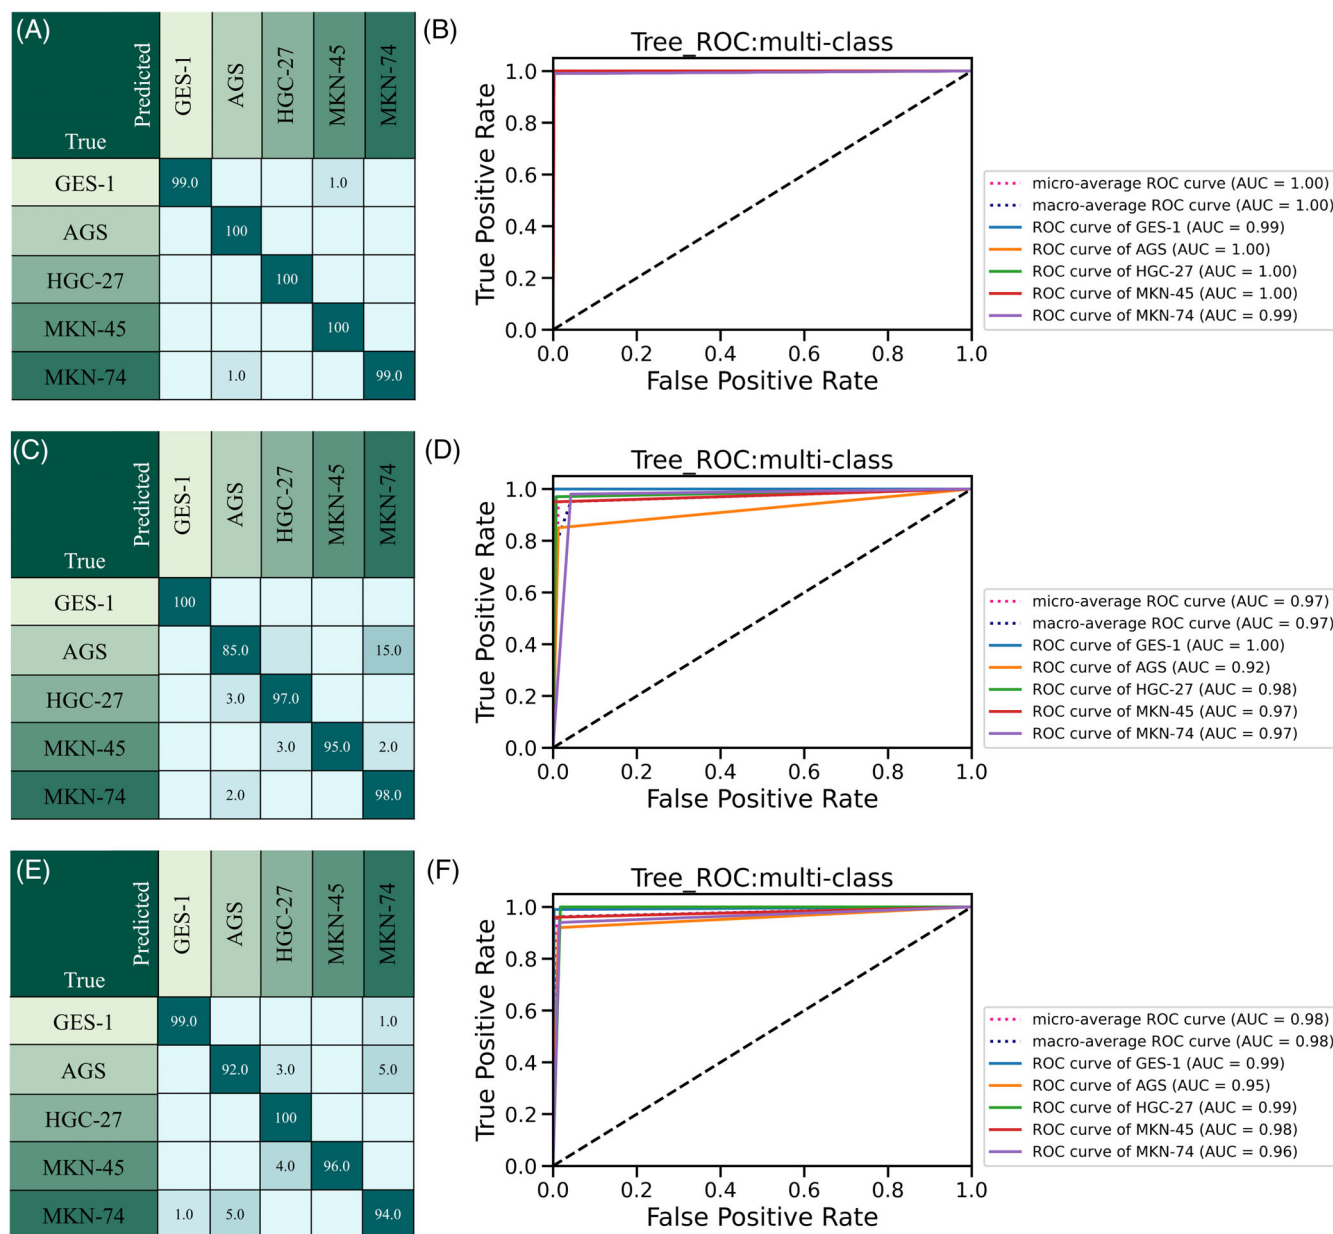 (A)
Predicted
True
GES-1
AGS
HGC-27
MKN-45
MKN-74
GES-1 99.0 1.0
AGS 100
HGC-27 100
MKN-45 100
MKN-74 1.0 99.0
(B)
Tree_ROC:multi-class
True Positive Rate
1.0
0.8
0.6
0.4
0.2
0.0
0.0 0.2 0.4 0.6 0.8 1.0
False Positive Rate
micro-average ROC curve (AUC = 1.00)
macro-average ROC curve (AUC = 1.00)
ROC curve of GES-1 (AUC = 0.99)
ROC curve of AGS (AUC = 1.00)
ROC curve of HGC-27 (AUC = 1.00)
ROC curve of MKN-45 (AUC = 1.00)
ROC curve of MKN-74 (AUC = 0.99)
(C)
Predicted
True
GES-1
AGS
HGC-27
MKN-45
MKN-74
GES-1 100
AGS 85.0 15.0
HGC-27 3.0 97.0
MKN-45 3.0 95.0 2.0
MKN-74 2.0 98.0
(D)
Tree_ROC:multi-class
True Positive Rate
1.0
0.8
0.6
0.4
0.2
0.0
0.0 0.2 0.4 0.6 0.8 1.0
False Positive Rate
micro-average ROC curve (AUC = 0.97)
macro-average ROC curve (AUC = 0.97)
ROC curve of GES-1 (AUC = 1.00)
ROC curve of AGS (AUC = 0.92)
ROC curve of HGC-27 (AUC = 0.98)
ROC curve of MKN-45 (AUC = 0.97)
ROC curve of MKN-74 (AUC = 0.97)
(E)
Predicted
True
GES-1
AGS
HGC-27
MKN-45
MKN-74
GES-1 99.0 1.0
AGS 92.0 3.0 5.0
HGC-27 100
MKN-45 4.0 96.0
MKN-74 1.0 5.0 94.0
(F)
Tree_ROC:multi-class
True Positive Rate
1.0
0.8
0.6
0.4
0.2
0.0
0.0 0.2 0.4 0.6 0.8 1.0
False Positive Rate
micro-average ROC curve (AUC = 0.98)
macro-average ROC curve (AUC = 0.98)
ROC curve of GES-1 (AUC = 0.99)
ROC curve of AGS (AUC = 0.95)
ROC curve of HGC-27 (AUC = 0.99)
ROC curve of MKN-45 (AUC = 0.98)
ROC curve of MKN-74 (AUC = 0.96)